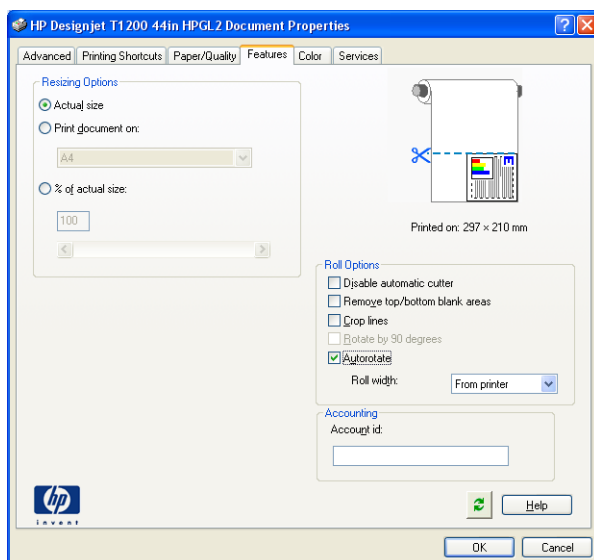 HP Designjet T1200 44in HPGL2 Document Properties
Advanced Printing Shortcuts Paper/Quality Features Color Services
Resizing Options
Actual size
Print document on:
A4
% of actual size:
100
E
Printed on: 297 × 210 mm
Roll Options
Disable automatic cutter
Remove top/bottom blank areas
Crop lines
Rotate by 90 degrees
Autorotate
Roll width: From printer
Accounting
Account id:
hp
invent
Help
OK Cancel